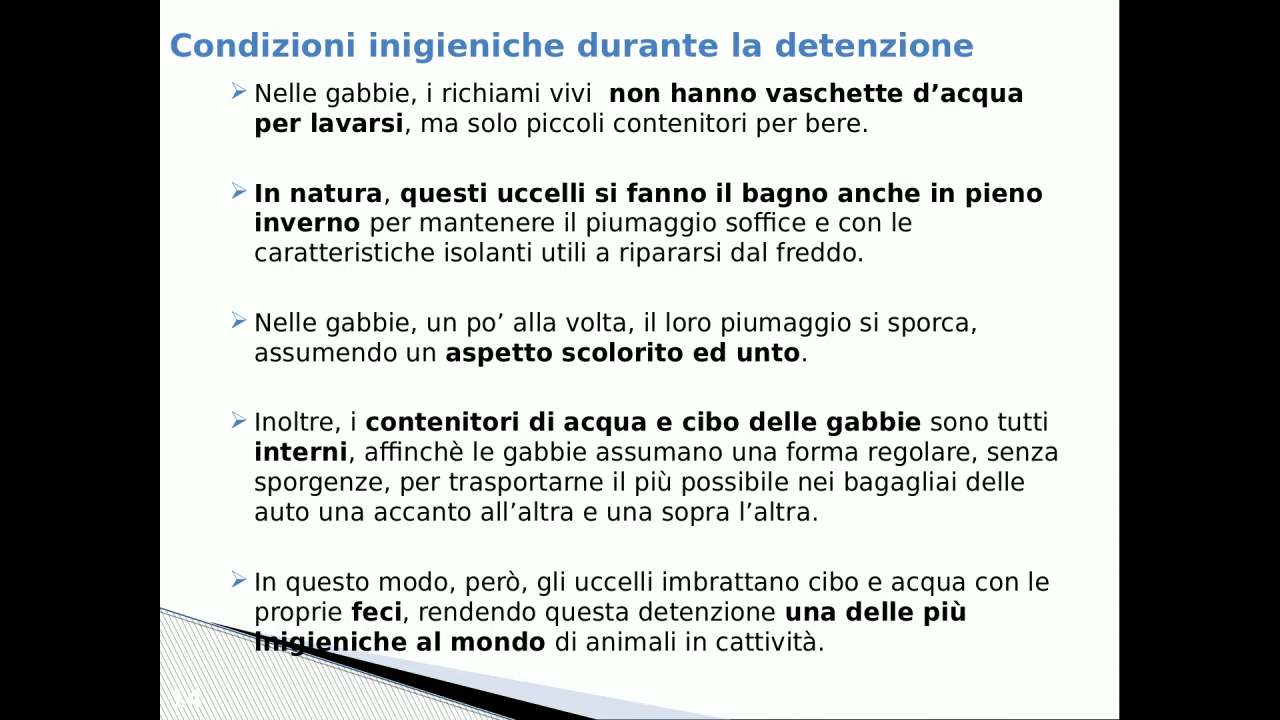 Condizioni inigieniche durante la detenzione
Nelle gabbie, i richiami vivi non hanno vaschette d’acqua
per lavarsi, ma solo piccoli contenitori per bere.
In natura, questi uccelli si fanno il bagno anche in pieno
inverno per mantenere il piumaggio soffice e con le
caratteristiche isolanti utili a ripararsi dal freddo.
Nelle gabbie, un po’ alla volta, il loro piumaggio si sporca,
assumendo un aspetto scolorito ed unto.
Inoltre, i contenitori di acqua e cibo delle gabbie sono tutti
interni, affinchè le gabbie assumano una forma regolare, senza
sporgenze, per trasportarne il più possibile nei bagagliai delle
auto una accanto all’altra e una sopra l’altra.
In questo modo, però, gli uccelli imbrattano cibo e acqua con le
proprie feci, rendendo questa detenzione una delle più
inigieniche al mondo di animali in cattività.